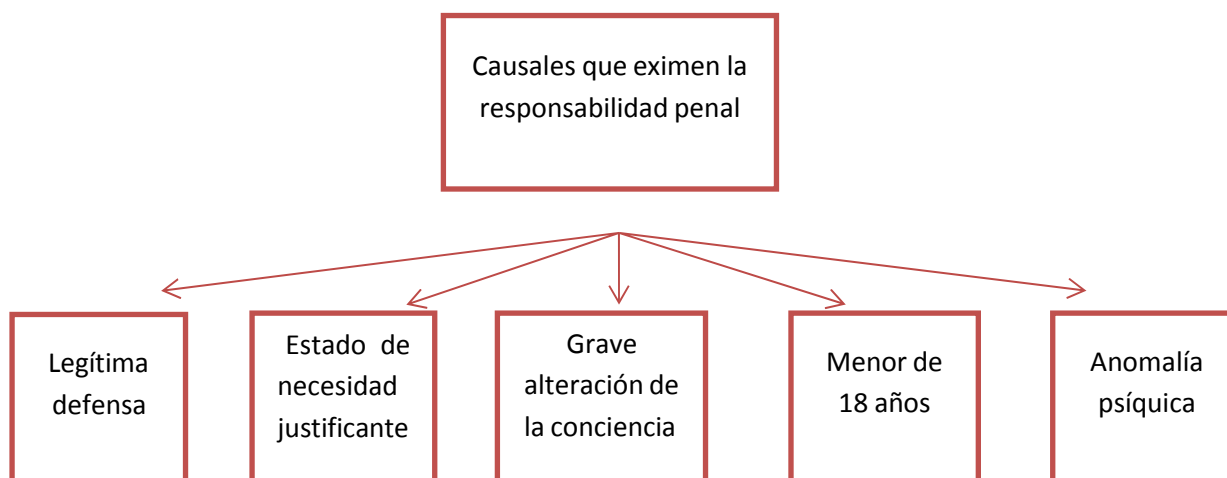 Causales que eximen la
responsabilidad penal
Legítima
defensa
Estado de
necesidad
justificante
Grave
alteración de
la conciencia
Menor de
18 años
Anomalía
psíquica